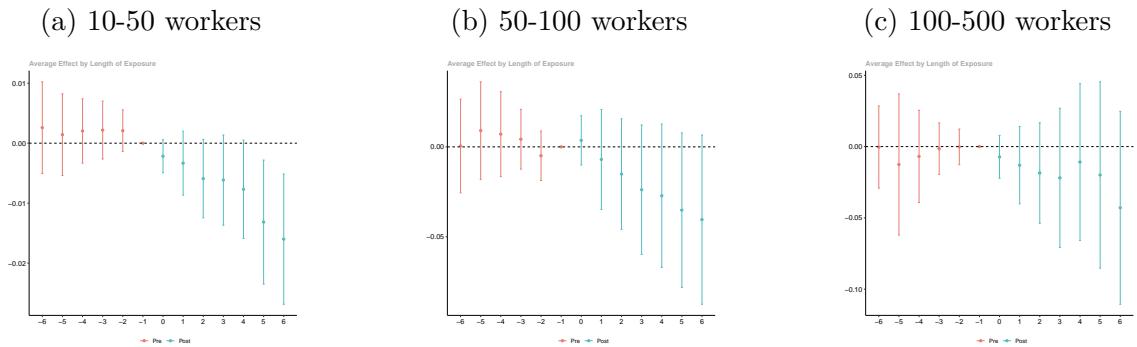 (a) 10-50 workers
Average Effect by Length of Exposure
0.01
0.00
−0.01
−0.02
−6 −5 −4 −3 −2 −1 0 1 2 3 4 5 6
Pre Post
(b) 50-100 workers
Average Effect by Length of Exposure
0.00
−0.05
−6 −5 −4 −3 −2 −1 0 1 2 3 4 5 6
Pre Post
(c) 100-500 workers
Average Effect by Length of Exposure
0.05
0.00
−0.05
−0.10
−6 −5 −4 −3 −2 −1 0 1 2 3 4 5 6
Pre Post